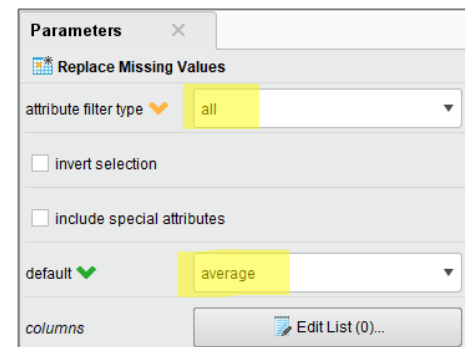 Parameters
Replace Missing Values
attribute filter type all
invert selection
include special attributes
default average
columns Edit List (0)...